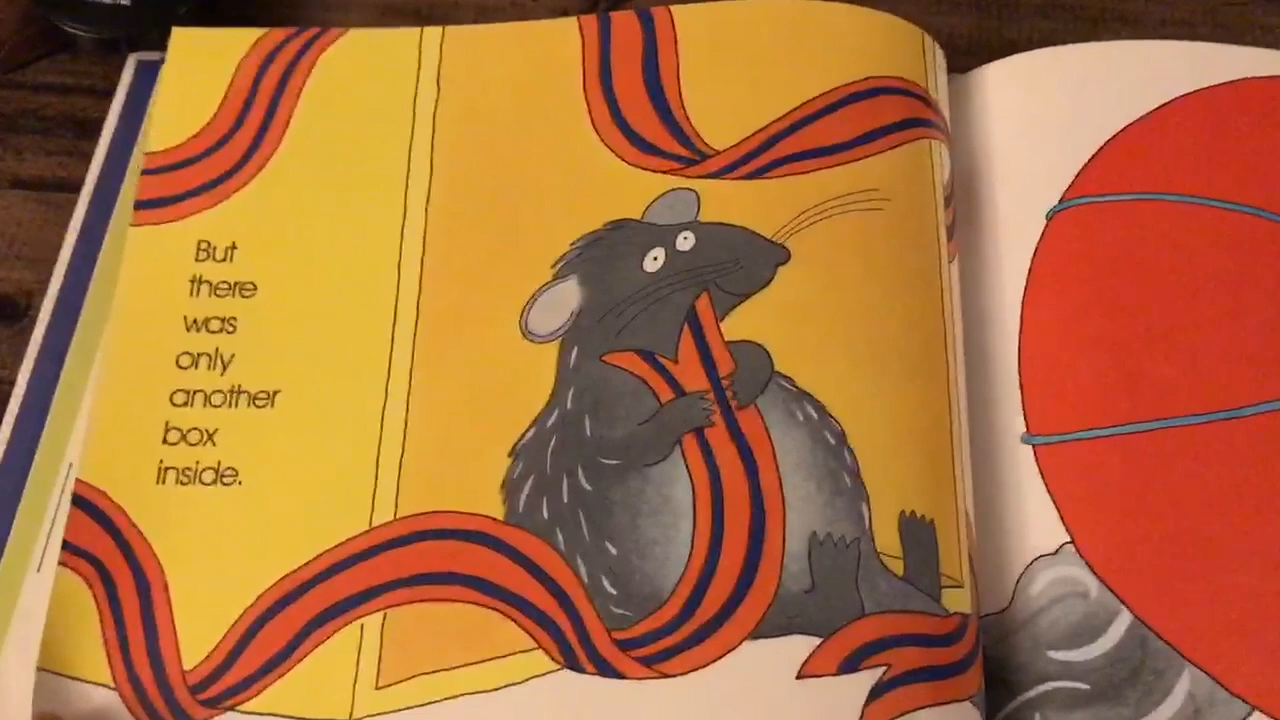 But
there
was
only
another
box
inside.